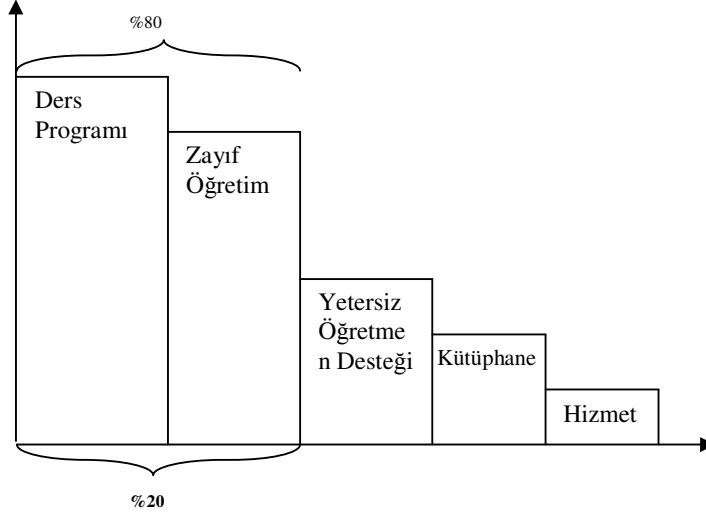 %80
Ders
Programı
Zayıf
Öğretim
Yetersiz
Öğretme
n Desteği
Kütüphane
Hizmet
%20